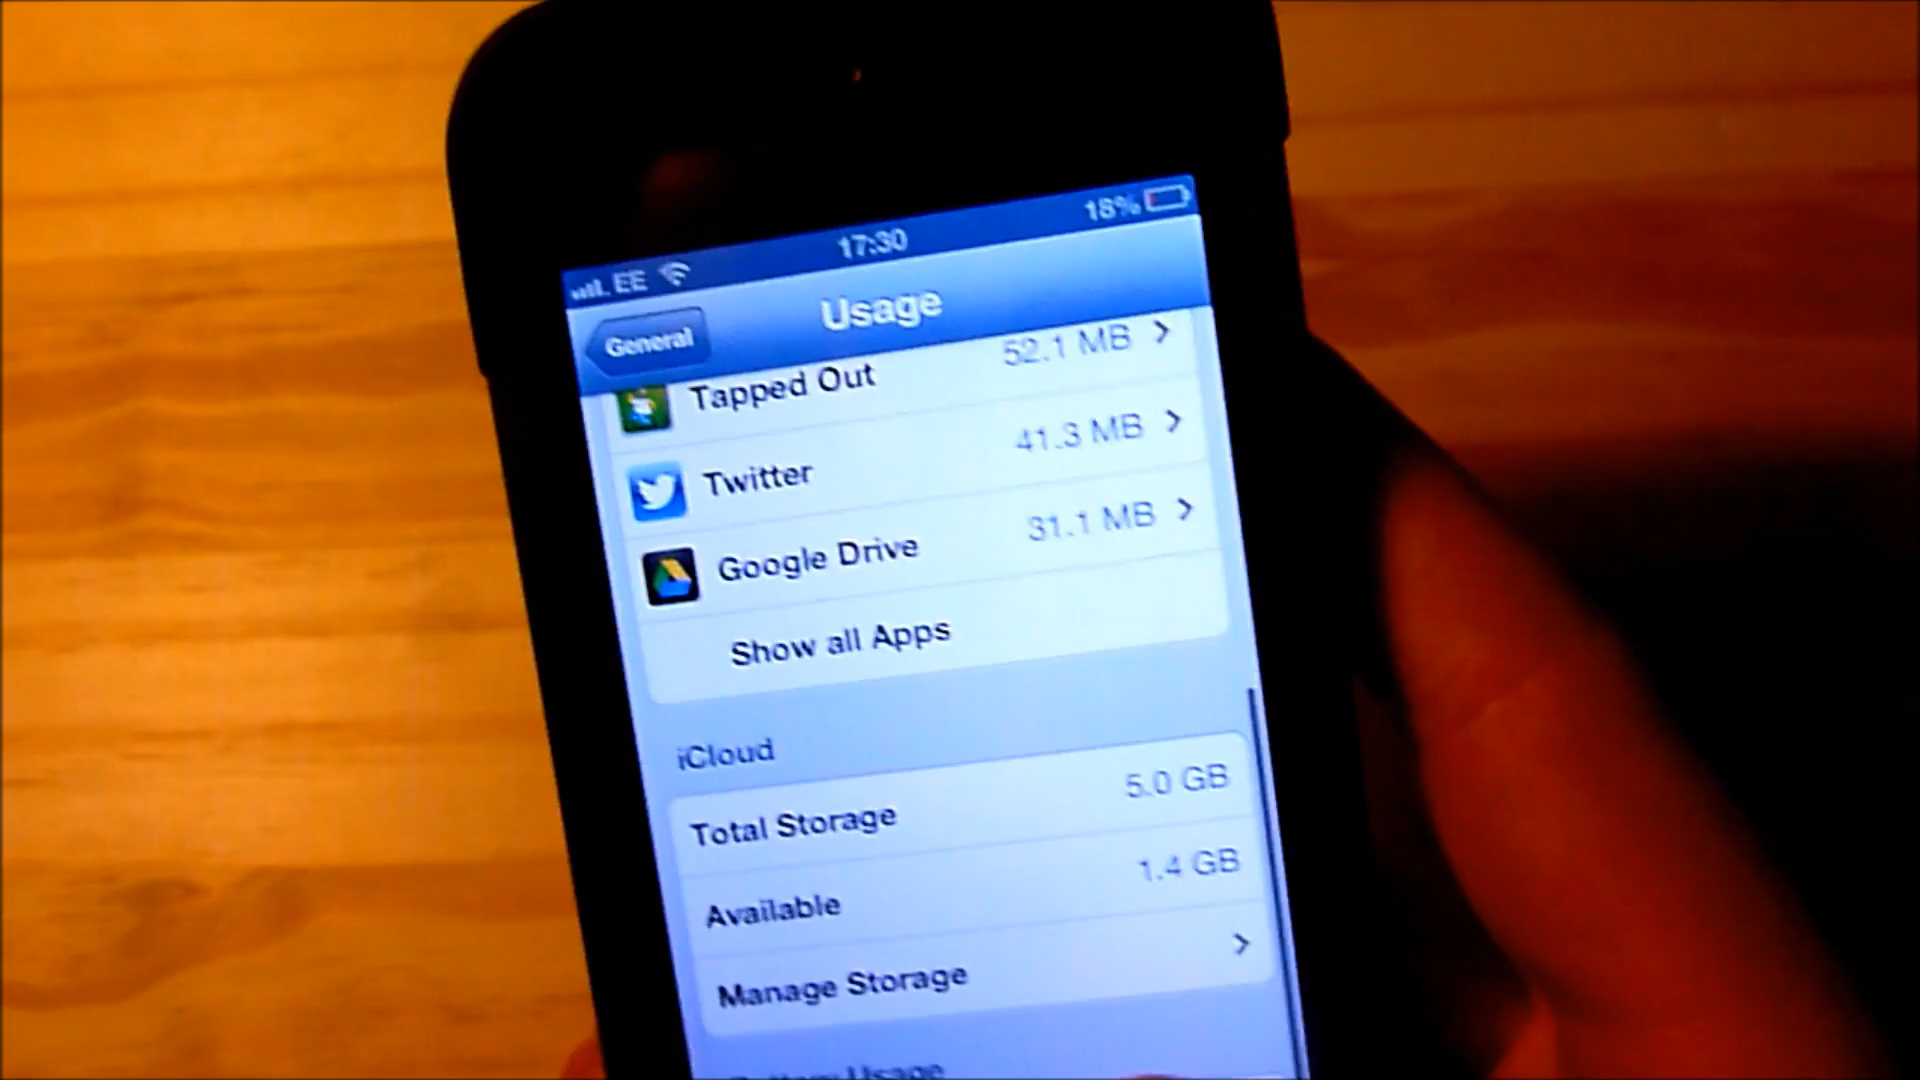 EE 17:30 18%
General Usage
Tapped Out 52.1 MB
Twitter 41.3 MB
Google Drive 31.1 MB
Show all Apps
iCloud
Total Storage 5.0 GB
Available 1.4 GB
Manage Storage
Usage